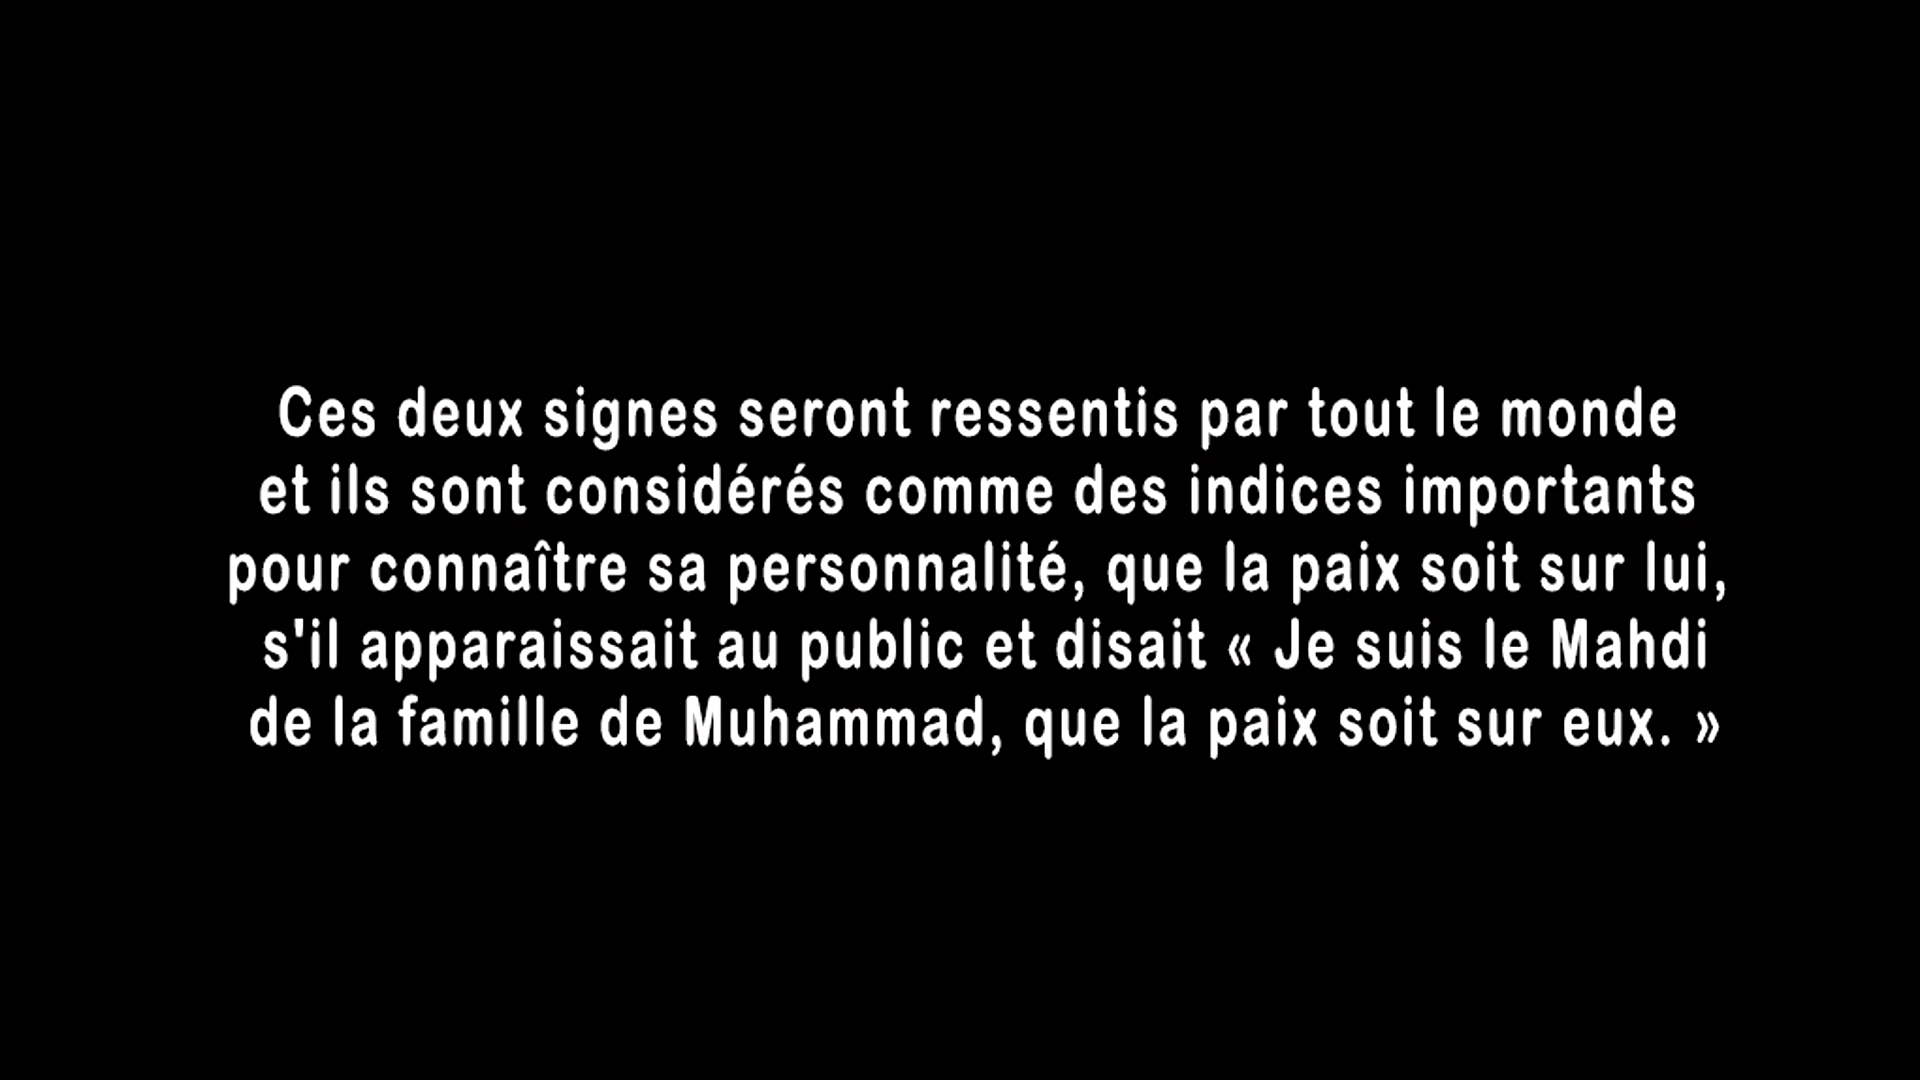 Ces deux signes seront ressentis par tout le monde
et ils sont considérés comme des indices importants
pour connaître sa personnalité, que la paix soit sur lui,
s'il apparaissait au public et disait « Je suis le Mahdi
de la famille de Muhammad, que la paix soit sur eux. »